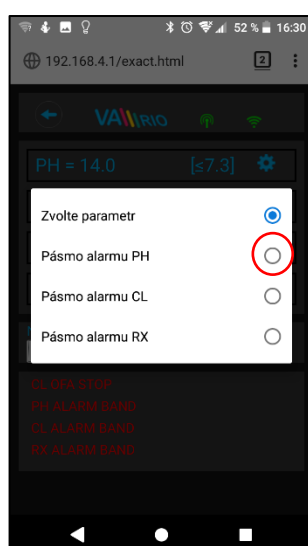 52 % 16:30
192.168.4.1/exact.html 2
VA RIO
PH = 14.0 [≤7.3]
Zvolte parametr
Pásmo alarmu PH
Pásmo alarmu CL
Pásmo alarmu RX
CL OFA STOP
PH ALARM BAND
CL ALARM BAND
RX ALARM BAND